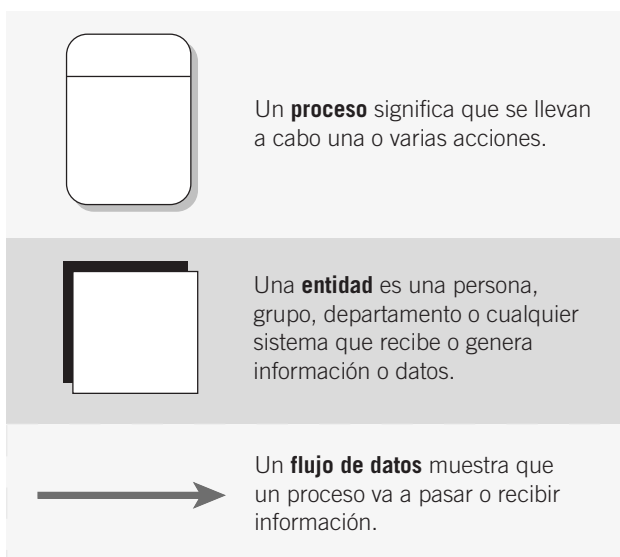 Un proceso significa que se llevan
a cabo una o varias acciones.
Una entidad es una persona,
grupo, departamento o cualquier
sistema que recibe o genera
información o datos.
Un flujo de datos muestra que
un proceso va a pasar o recibir
información.